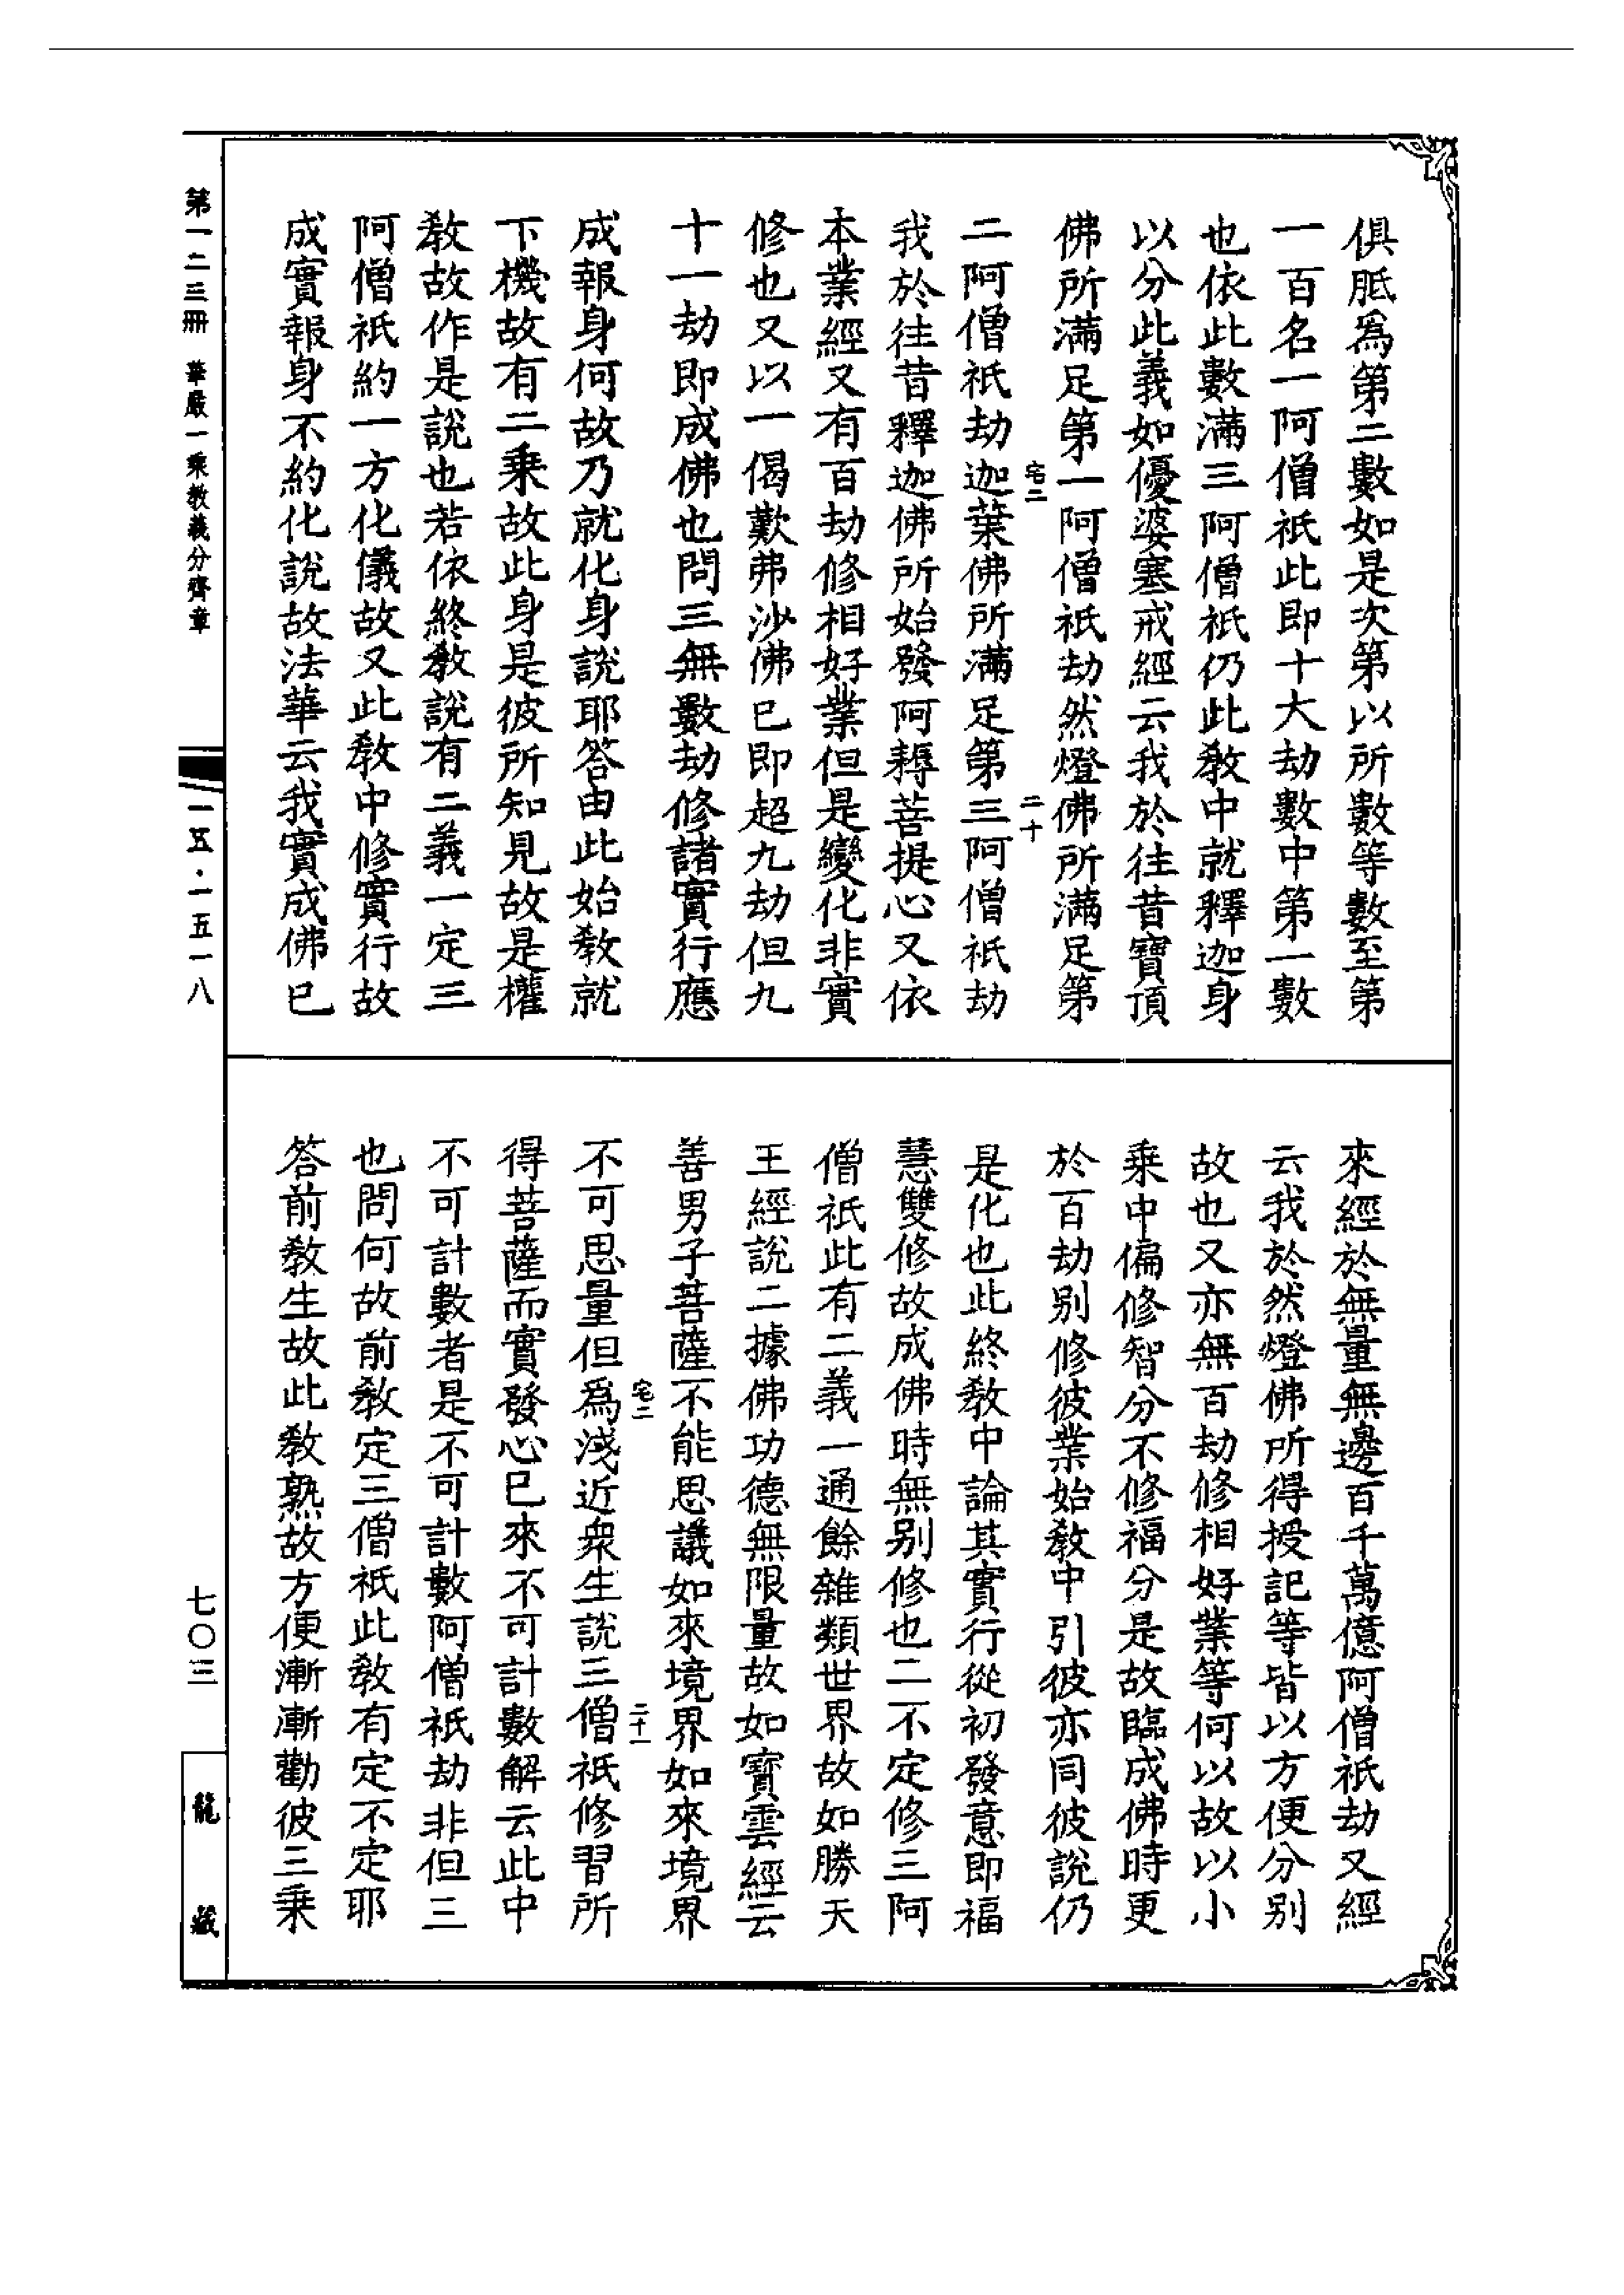 俱胝爲第二數如是次第以所數等數至第
一百名一阿僧祇此即十大劫數中第一數
也依此數滿三阿僧祇仍此教中就釋迦身
以分此義如優婆塞戒經云我於往昔寶頂
佛所滿足第一阿僧祇劫然燈佛所滿足第
宅二
二十
二阿僧祇劫迦葉佛所滿足第三阿僧祇劫
我於往昔釋迦佛所始發阿耨菩提心又依
本業經又有百劫修相好業但是變化非實
修也又以一偈歎弗沙佛已即超九劫但九
十一劫即成佛也問三無數劫修諸實行應
成報身何故乃就化身說耶答由此始教就
下機故有二乘故此身是彼所知見故是權
教故作是說也若依終教說有二義一定三
阿僧祇約一方化儀故又此教中修實行故
成實報身不約化說故法華云我實成佛已
來經於無量無邊百千萬億阿僧祇劫又經
云我於然燈佛所得授記等皆以方便分別
故也又亦無百劫修相好業等何以故以小
乘中偏修智分不修福分是故臨成佛時更
於百劫別修彼業始教中引彼亦同彼說仍
是化也此終教中論其實行從初發意即福
慧雙修故成佛時無別修也二不定修三阿
僧祇此有二義一通餘雜類世界故如勝天
王經說二據佛功德無限量故如寶雲經云
善男子菩薩不能思議如來境界如來境界
宅二
二十一
不可思量但爲淺近衆生說三僧祇修習所
得菩薩而實發心已來不可計數解云此中
不可計數者是不可計數阿僧祇劫非但三
也問何故前教定三僧祇此教有定不定耶
答前教生故此教熟故方便漸漸勸彼三乘
第一二三冊　華嚴一乘教義分齊章
一五·一五一八
七〇三
龍藏